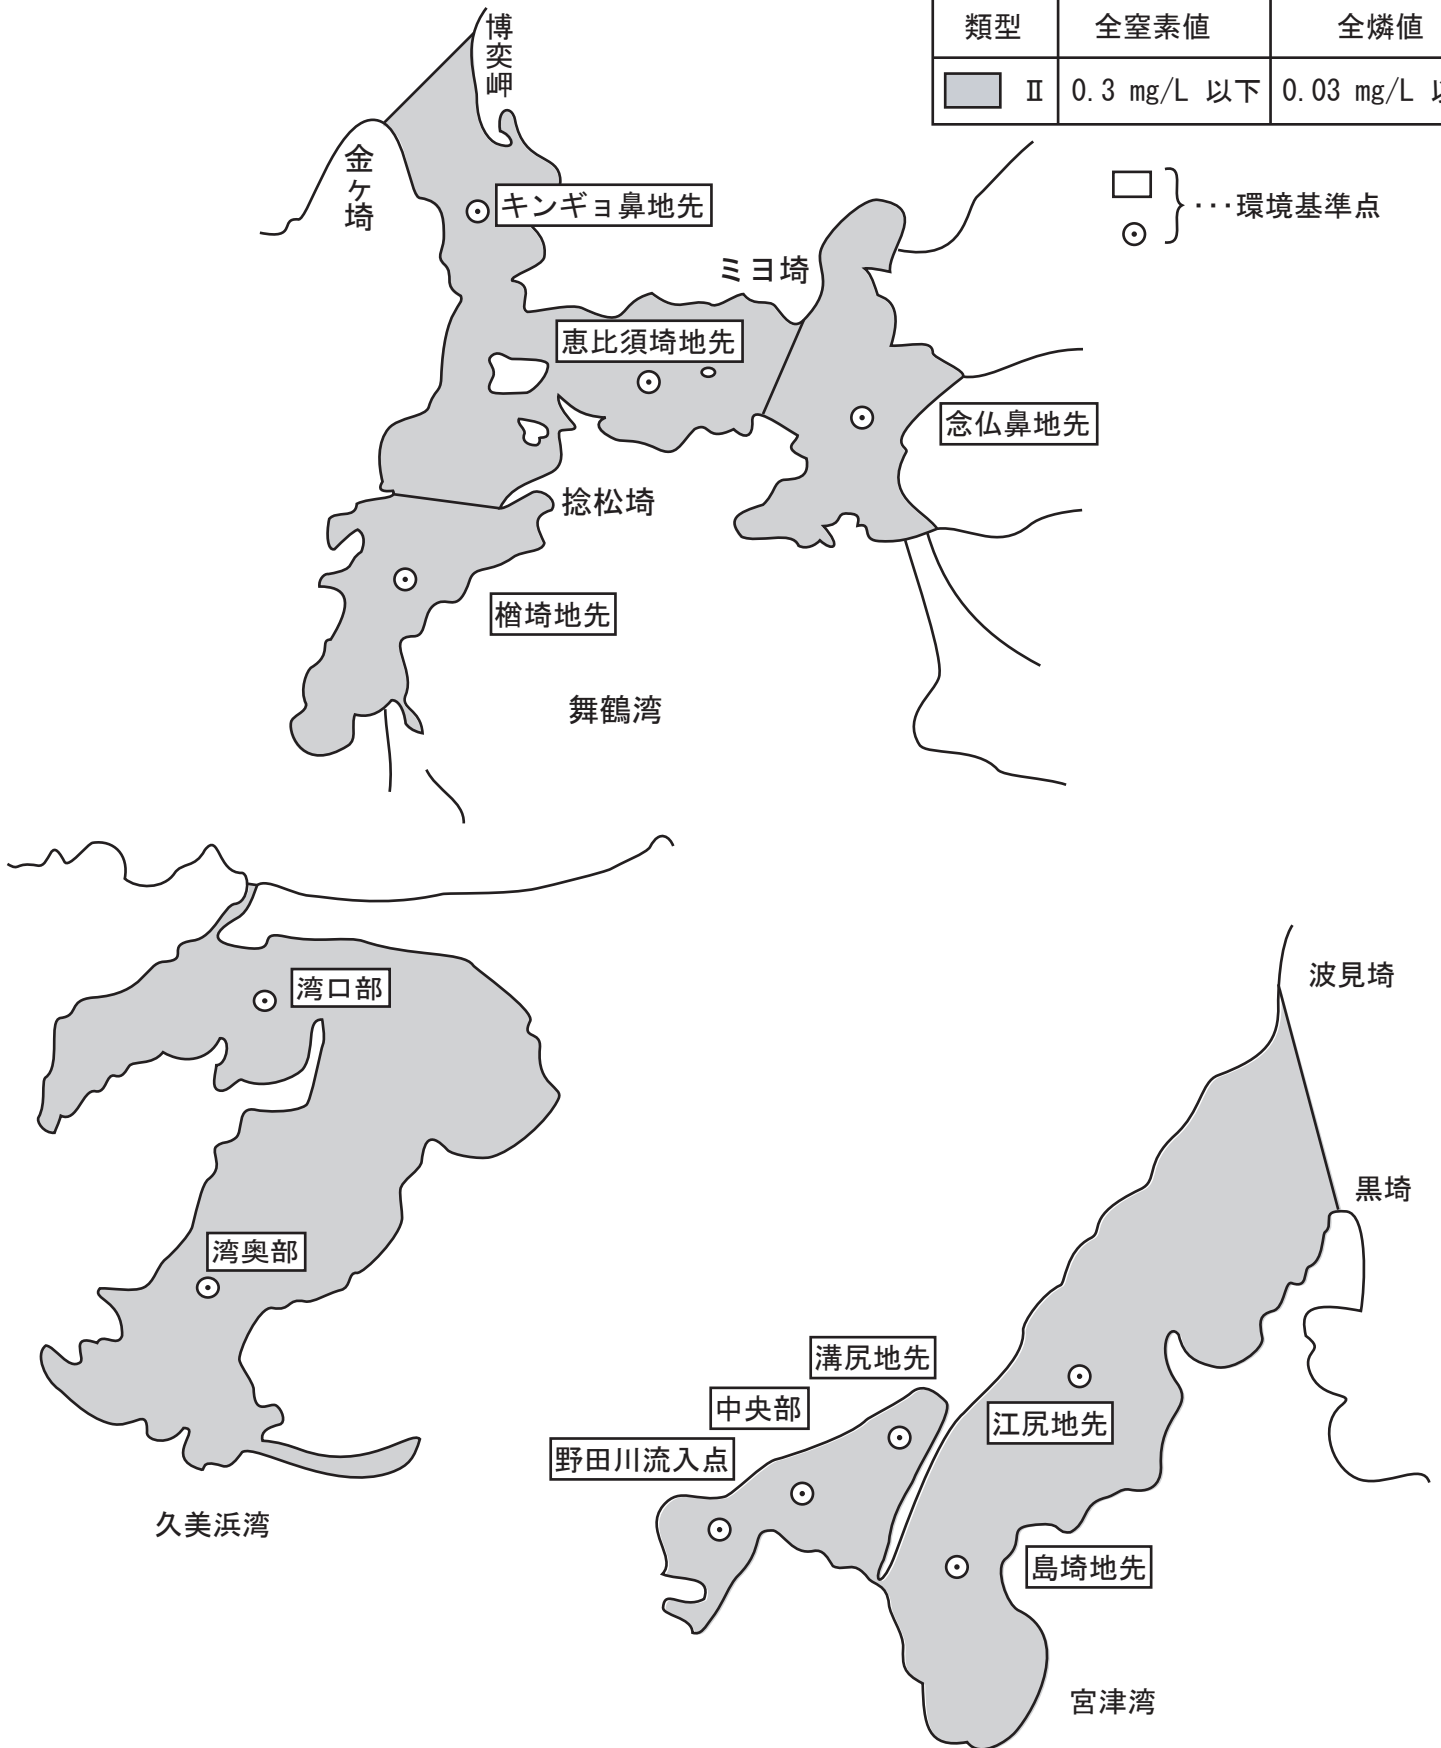 類型 全窒素値 全燐値
Ⅱ 0.3 mg/L 以下 0.03 mg/L
博奕岬
金ヶ埼
キンギョ鼻地先
･･･環境基準点
ミヨ埼
恵比須埼地先
念仏鼻地先
捻松埼
楢埼地先
舞鶴湾
湾口部
波見埼
黒埼
湾奥部
溝尻地先
中央部
江尻地先
野田川流入点
久美浜湾
島埼地先
宮津湾